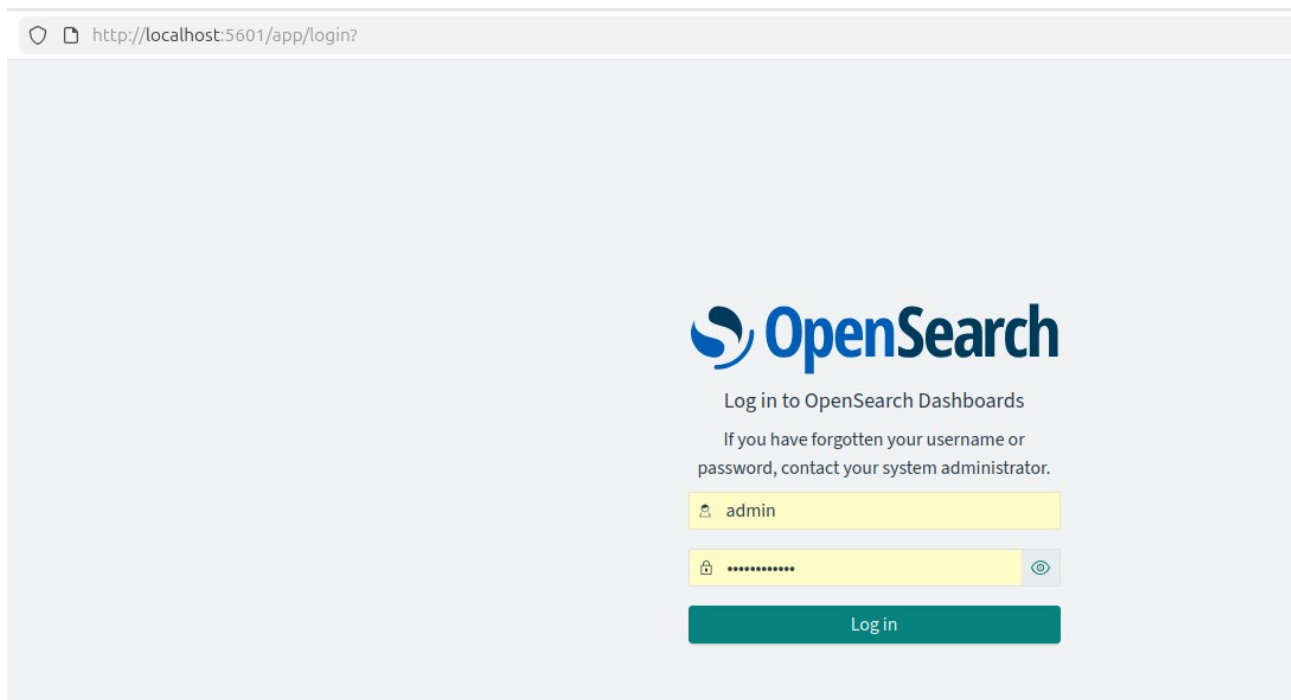 http://localhost:5601/app/login?
OpenSearch
Log in to OpenSearch Dashboards
If you have forgotten your username or
password, contact your system administrator.
admin
••••••••••••
Log in